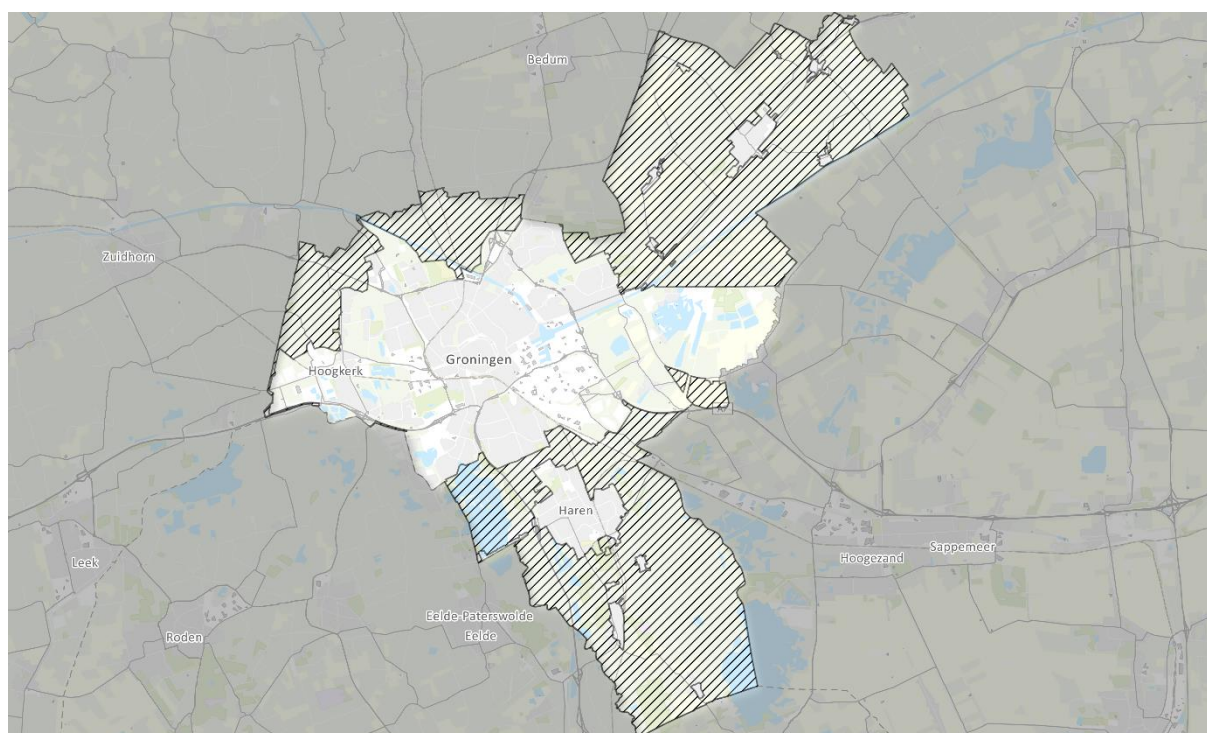 Bedum
Zuidhorn
Groningen
Hoogkerk
Haren
Hoogezand
Sappemeer
Leek
Eelde-Paterswolde
Eelde
Roden